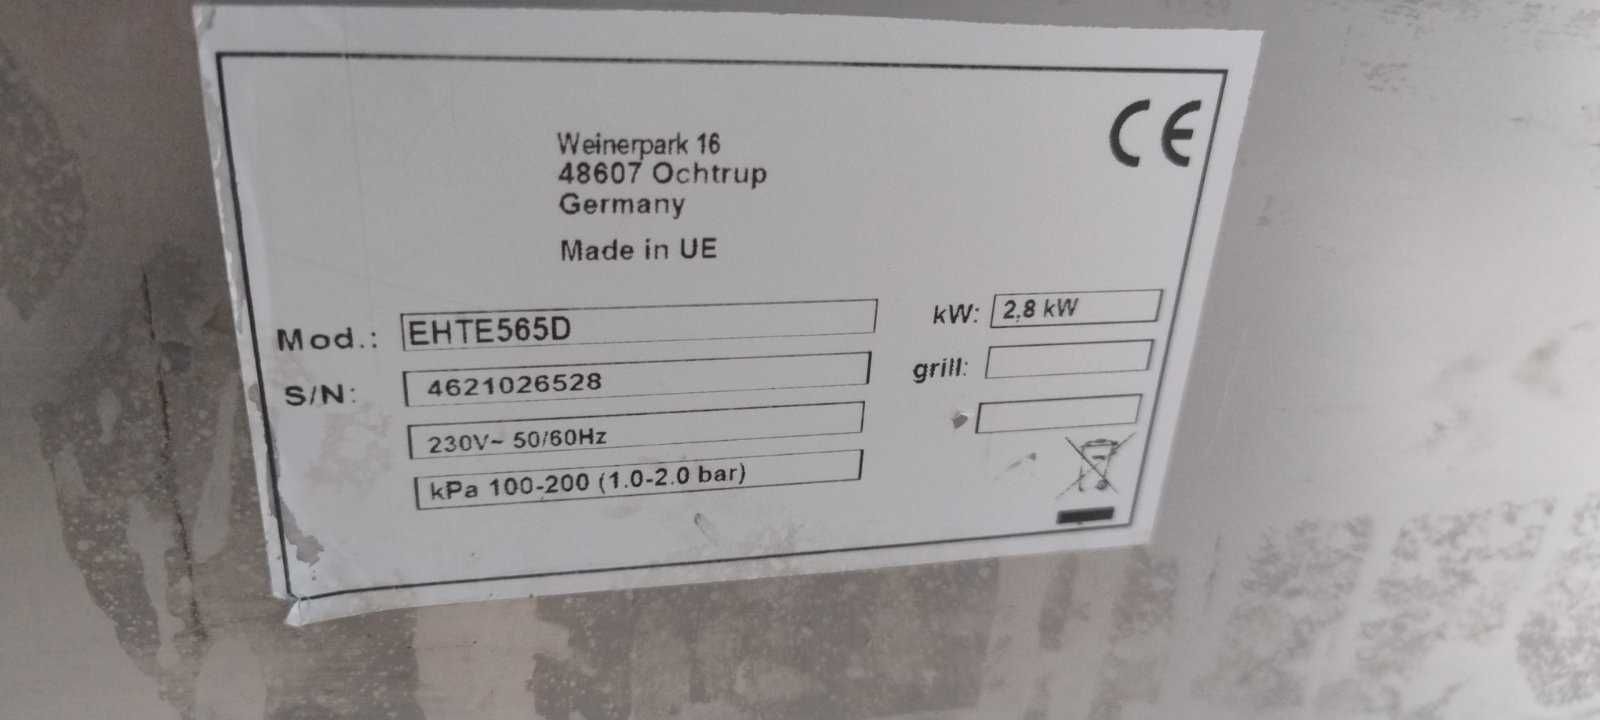 CE
Weinerpark 16
48607 Ochtrup
Germany
Made in UE
Mod.: EHTE565D
kW: 2,8 kW
S/N: 4621026528
grill:
230V~ 50/60Hz
kPa 100-200 (1.0-2.0 bar)